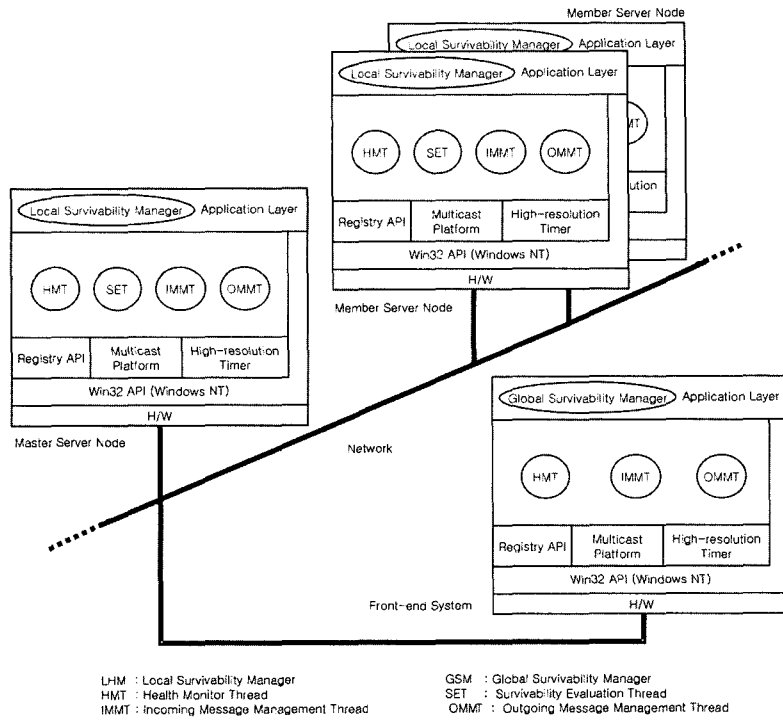 Member Server Node
Local Survivability Manager Application Layer
Local Survivability Manager Application Layer
HMT SET IMMT OMMT
Registry API Multicast Platform High-resolution Timer
Win32 API (Windows NT)
H/W
Member Server Node
Local Survivability Manager Application Layer
HMT SET IMMT OMMT
Registry API Multicast Platform High-resolution Timer
Win32 API (Windows NT)
H/W
Master Server Node
Network
Global Survivability Manager Application Layer
HMT IMMT OMMT
Registry API Multicast Platform High-resolution Timer
Win32 API (Windows NT)
H/W
Front-end System
LHM : Local Survivability Manager
HMT : Health Monitor Thread
IMMT : Incoming Message Management Thread
GSM : Global Survivability Manager
SET : Survivability Evaluation Thread
OMMT : Outgoing Message Management Thread